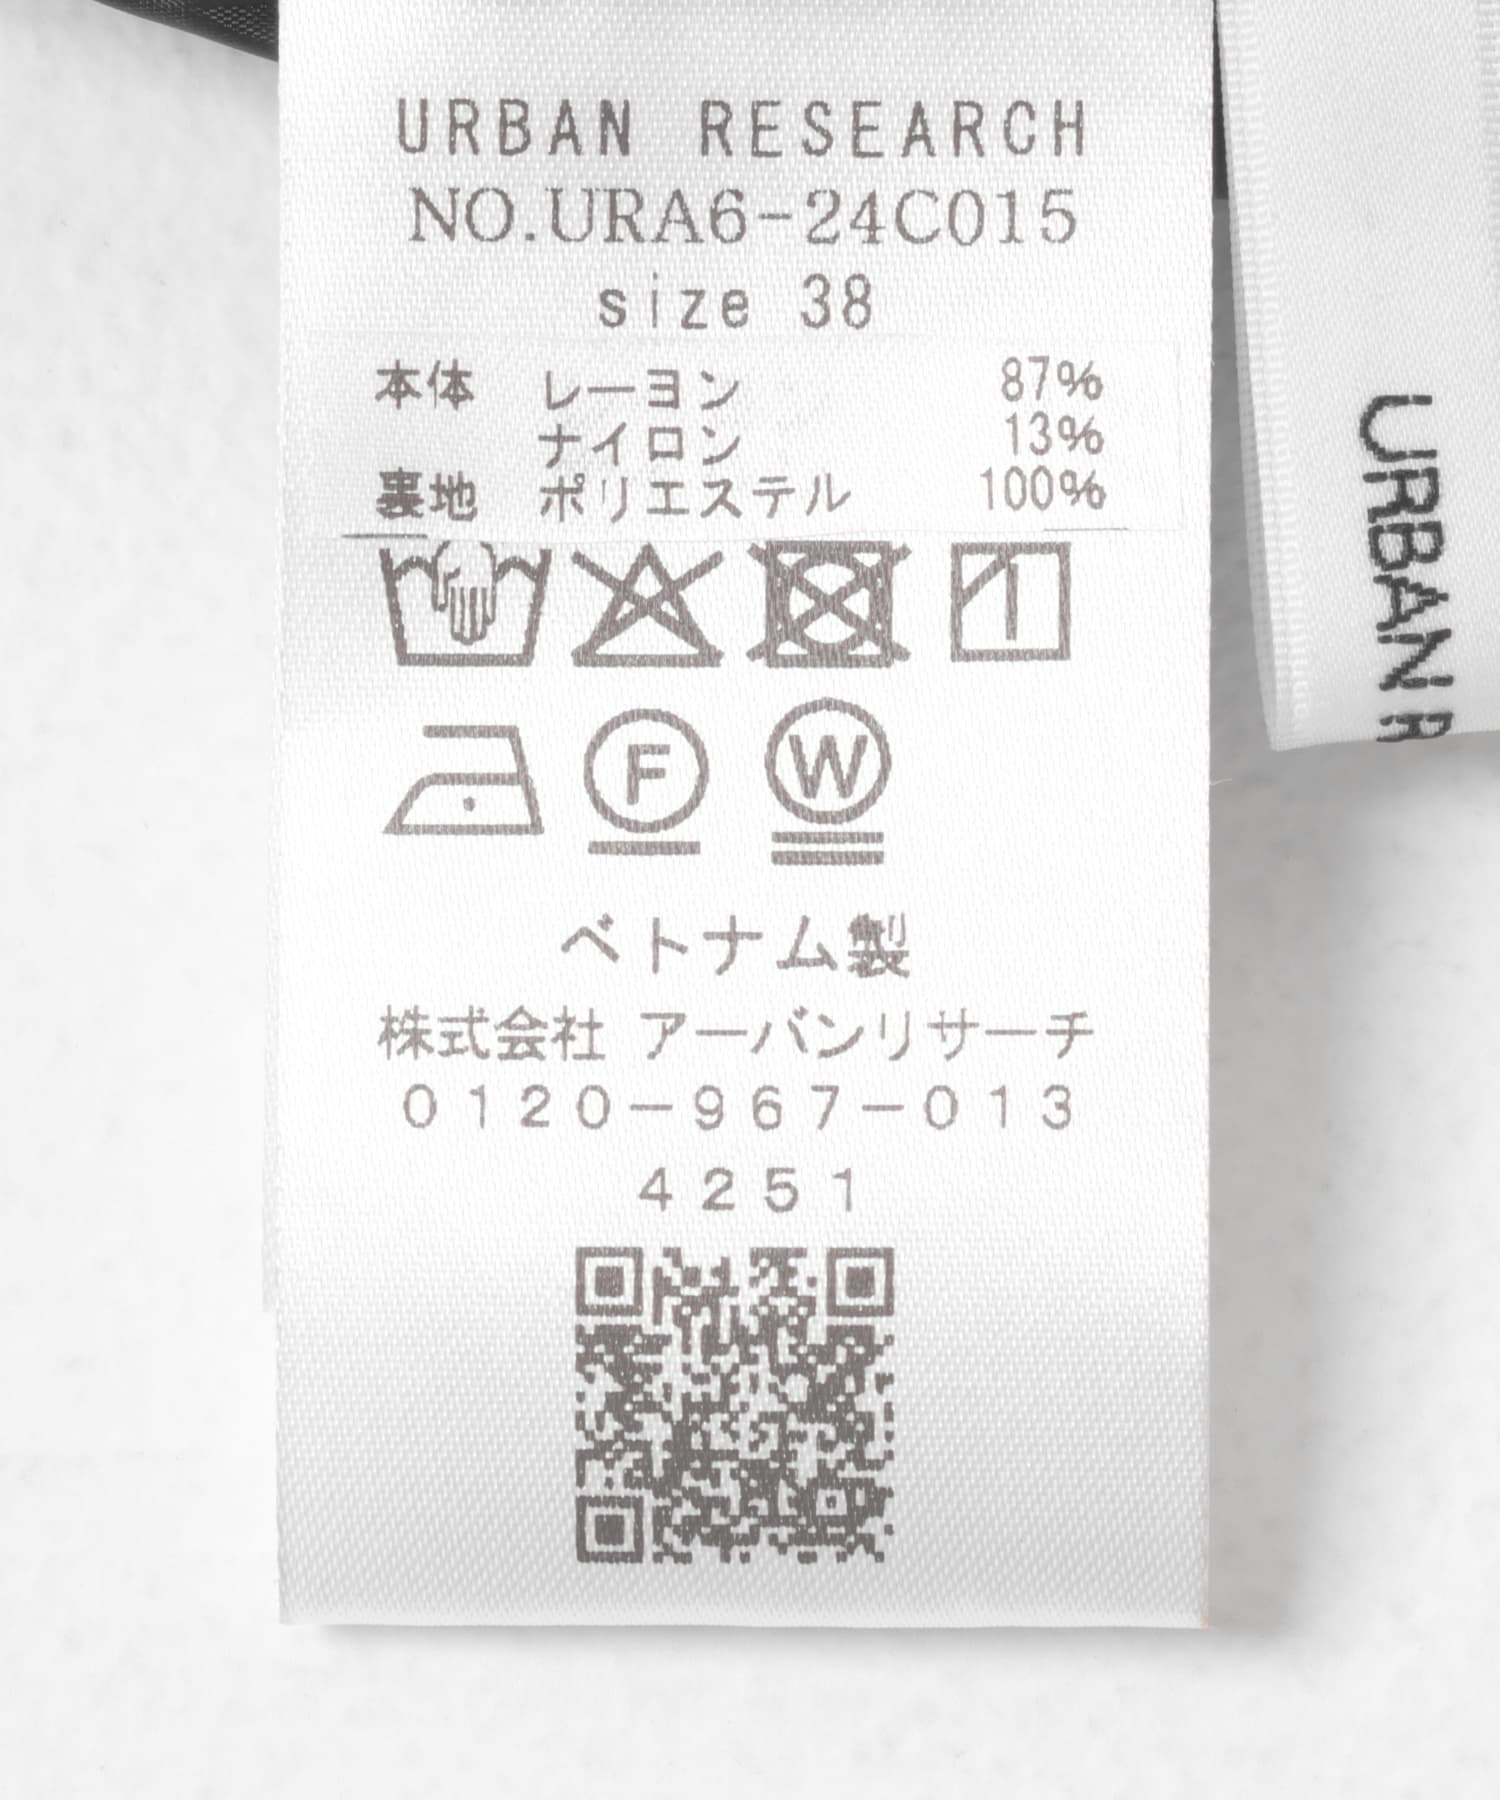 URBAN RESEARCH
NO.URA6-24C015
size 38
本体 レーヨン 87%
ナイロン 13%
裏地 ポリエステル 100%
F W
ベトナム製
株式会社 アーバンリサーチ
0120-967-013
4251
URBAN R